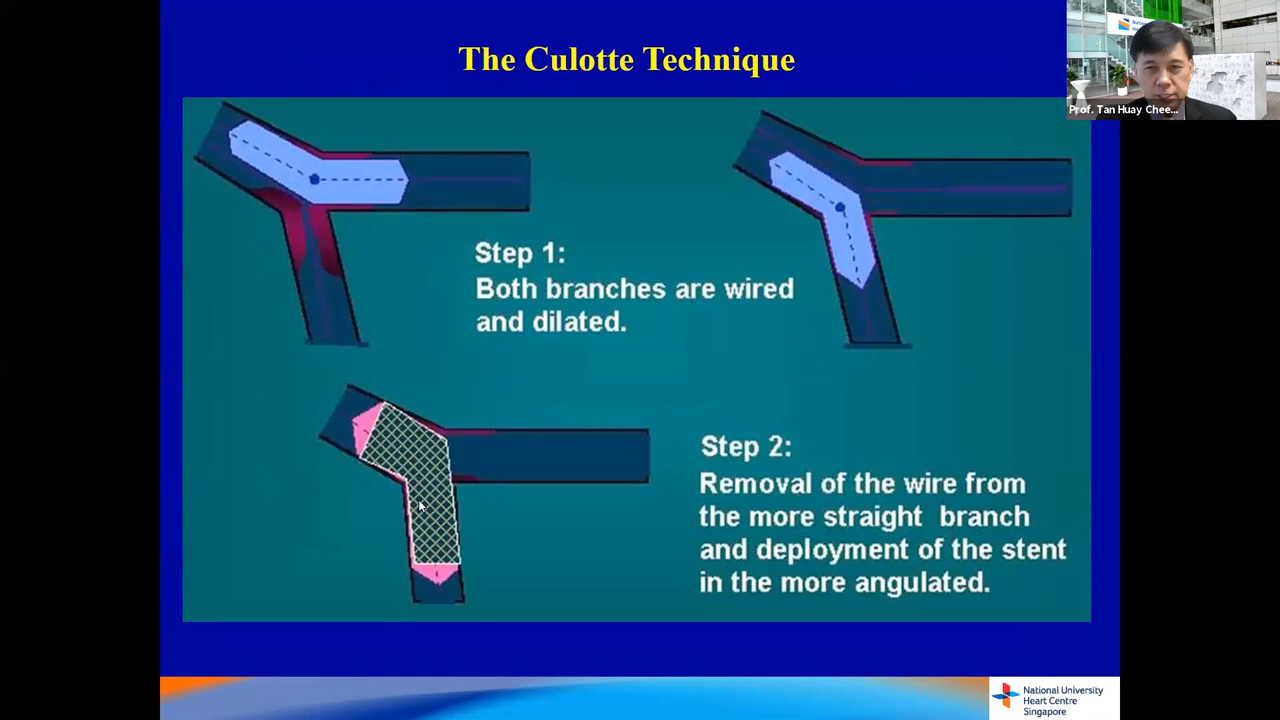 The Culotte Technique
Prof. Tan Huay Chee...
Step 1:
Both branches are wired
and dilated.
Step 2:
Removal of the wire from
the more straight branch
and deployment of the stent
in the more angulated.
National University
Heart Centre
Singapore